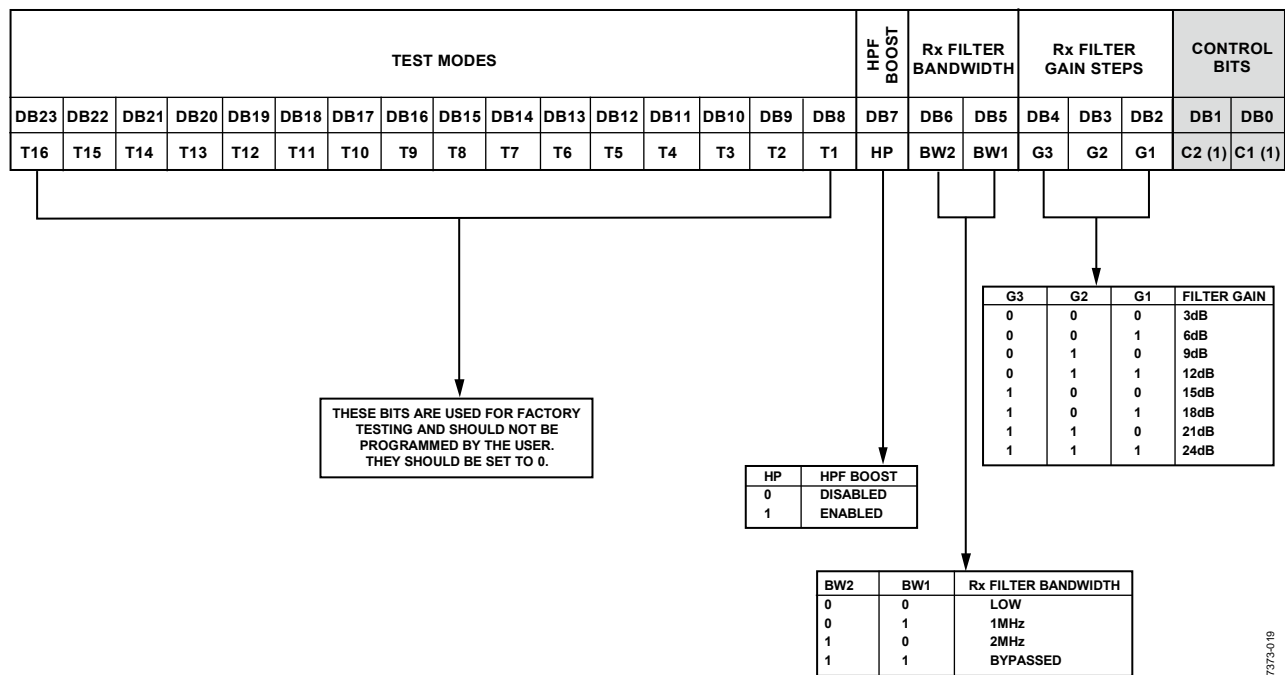 TEST MODES
HPF BOOST
Rx FILTER BANDWIDTH
Rx FILTER GAIN STEPS
CONTROL BITS
DB23 DB22 DB21 DB20 DB19 DB18 DB17 DB16 DB15 DB14 DB13 DB12 DB11 DB10 DB9 DB8 DB7 DB6 DB5 DB4 DB3 DB2 DB1 DB0
T16 T15 T14 T13 T12 T11 T10 T9 T8 T7 T6 T5 T4 T3 T2 T1 HP BW2 BW1 G3 G2 G1 C2 (1) C1 (1)
G3 G2 G1 FILTER GAIN
0 0 0 3dB
0 0 1 6dB
0 1 0 9dB
0 1 1 12dB
1 0 0 15dB
1 0 1 18dB
1 1 0 21dB
1 1 1 24dB
THESE BITS ARE USED FOR FACTORY
TESTING AND SHOULD NOT BE
PROGRAMMED BY THE USER.
THEY SHOULD BE SET TO 0.
HP HPF BOOST
0 DISABLED
1 ENABLED
BW2 BW1 Rx FILTER BANDWIDTH
0 0 LOW
0 1 1MHz
1 0 2MHz
1 1 BYPASSED
7373-019